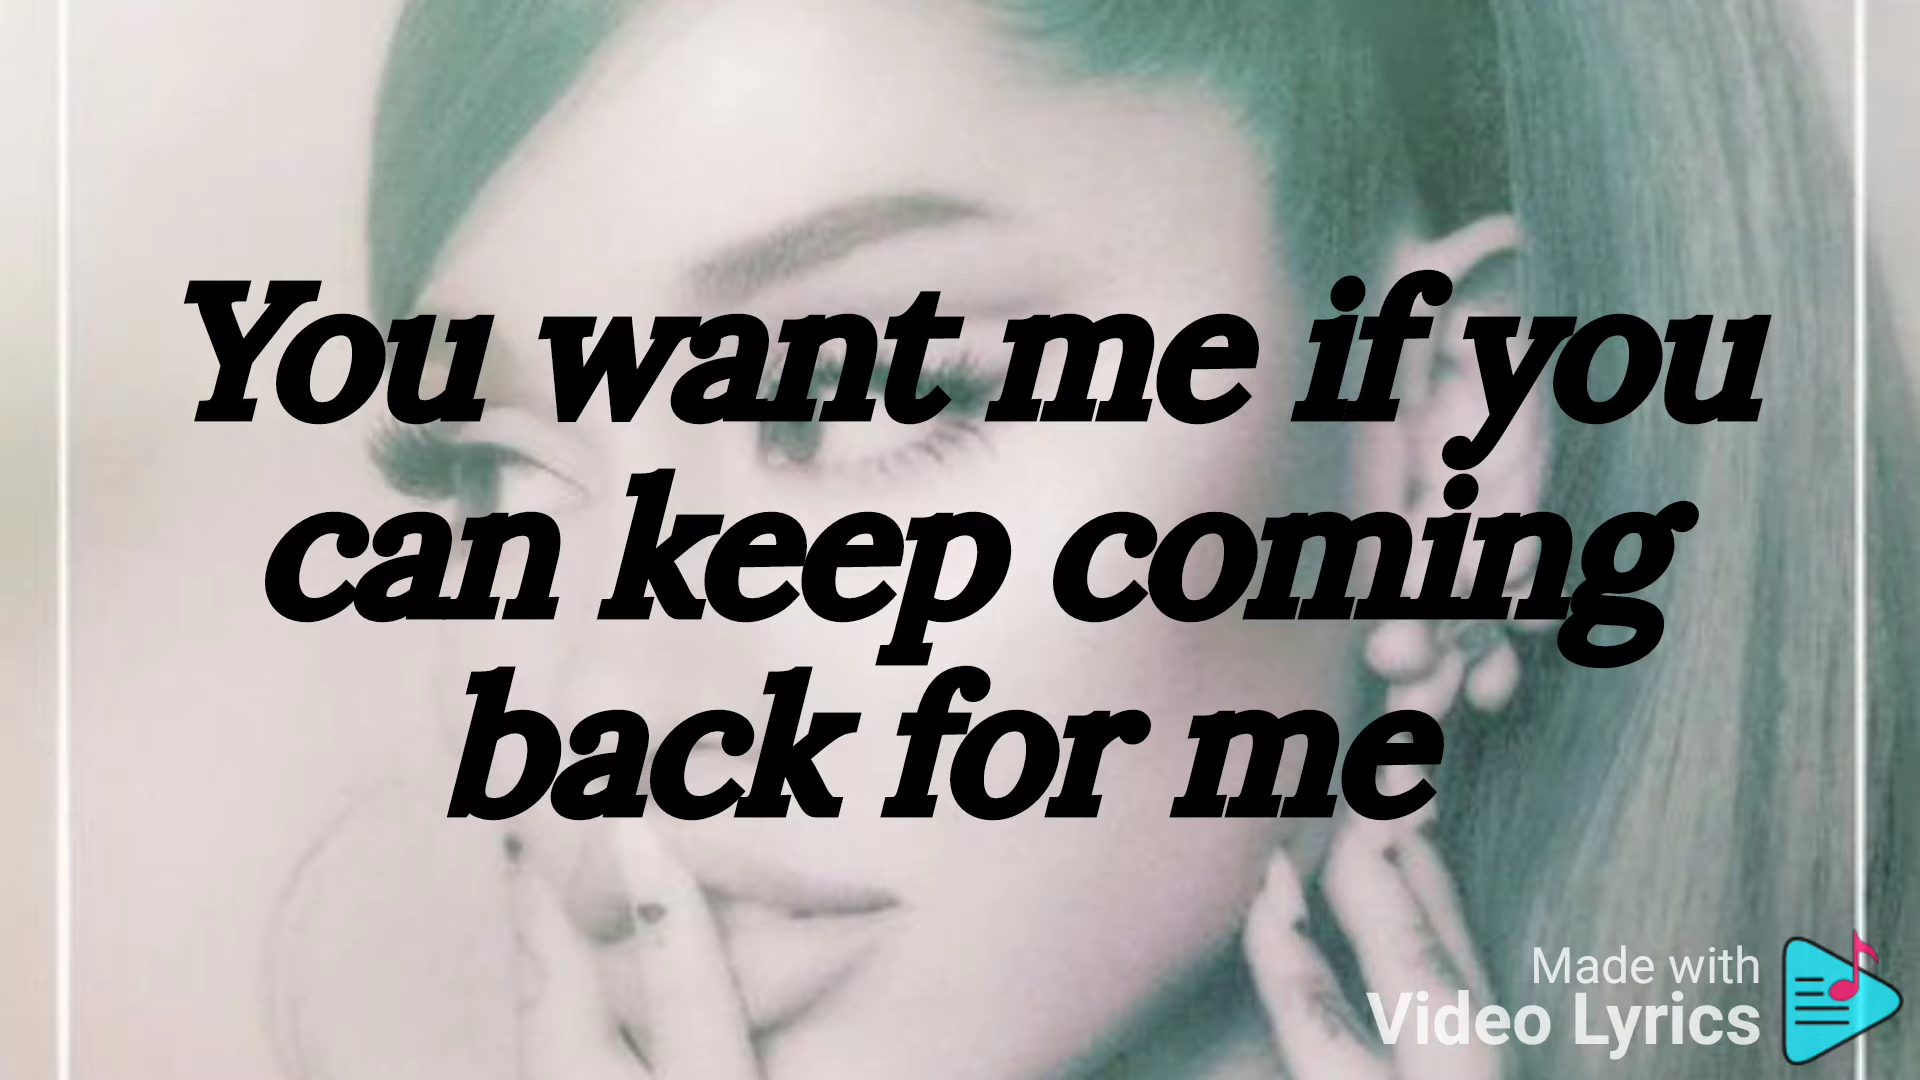 You want me if you
can keep coming
back for me
Made with
Video Lyrics